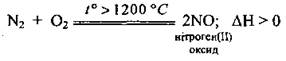 t° > 1200 °C
N₂ + O₂ ═══ 2NO; ΔH > 0
нітроген(II)
оксид